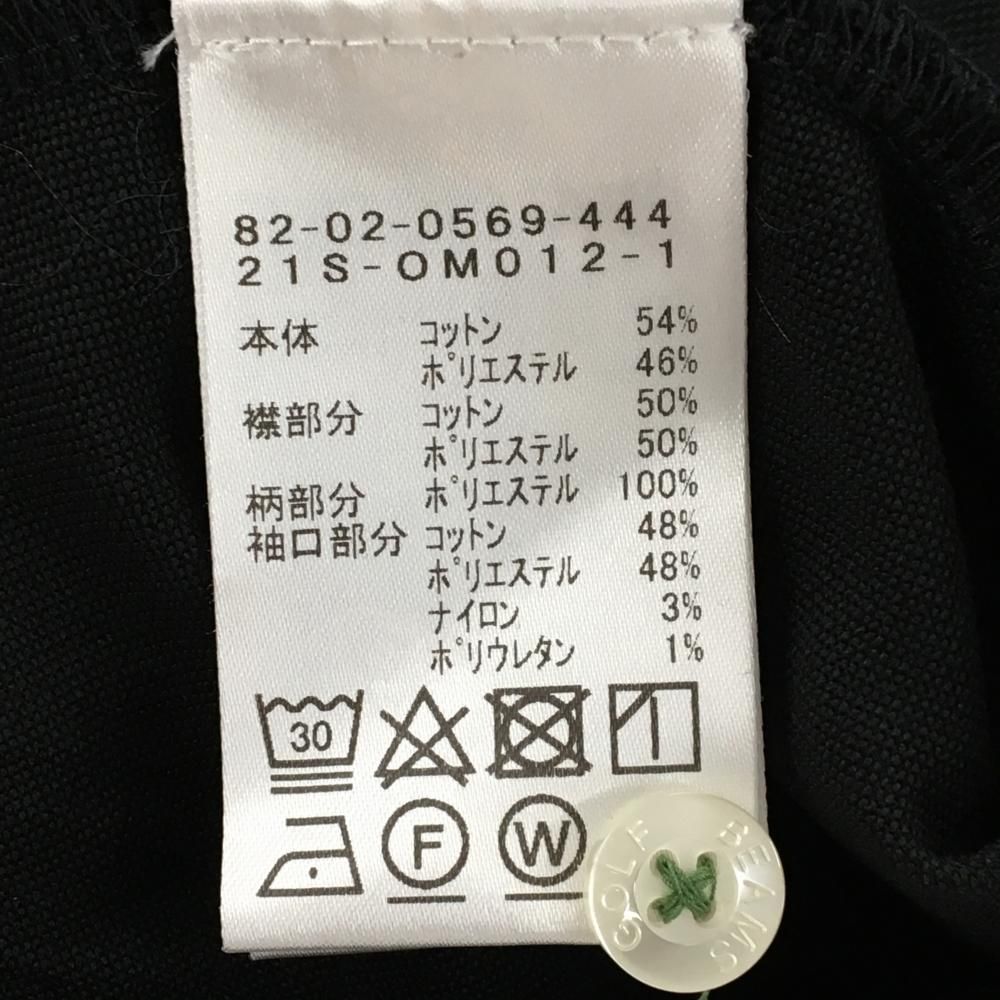 82-02-0569-444
21S-OM012-1
本体 コットン 54%
ポリエステル 46%
襟部分 コットン 50%
ポリエステル 50%
柄部分 ポリエステル 100%
袖口部分 コットン 48%
ポリエステル 48%
ナイロン 3%
ポリウレタン 1%
30
F W
BEAMS GOLF